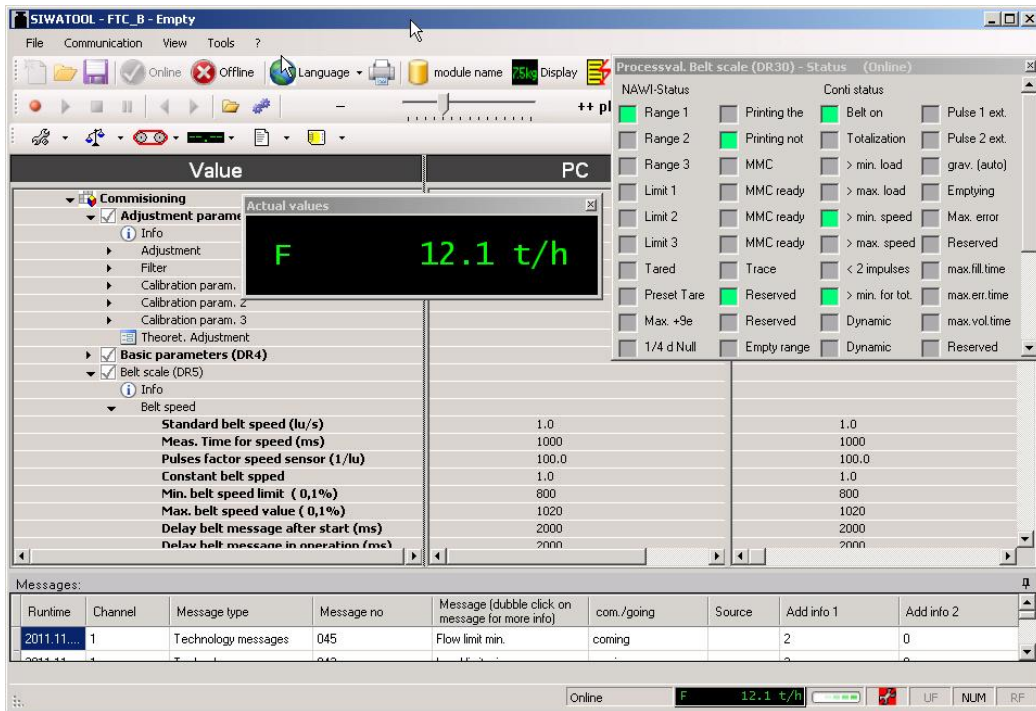 SIWATOOL - FTC_B - Empty
File Communication View Tools ?
Online Offline Language module name 7.5kg Display
++ pl
Processval. Belt scale (DR30) - Status (Online)
NAWI-Status Conti status
Range 1 Printing the Belt on Pulse 1 ext.
Range 2 Printing not Totalization Pulse 2 ext.
Range 3 MMC > min. load grav. (auto)
Limit 1 MMC ready > max. load Emptying
Limit 2 MMC ready > min. speed Max. error
Limit 3 MMC ready > max. speed Reserved
Tared Trace < 2 impulses max.fill.time
Preset Tare Reserved > min. for tot. max.err.time
Max. +9e Reserved Dynamic max.vol.time
1/4 d Null Empty range Dynamic Reserved
Value PC
Actual values
F 12.1 t/h
Commisioning
Adjustment parame
Info
Adjustment
Filter
Calibration param.
Calibration param. 2
Calibration param. 3
Theoret. Adjustment
Basic parameters (DR4)
Belt scale (DR5)
Info
Belt speed
Standard belt speed (lu/s) 1.0 1.0
Meas. Time for speed (ms) 1000 1000
Pulses factor speed sensor (1/lu) 100.0 100.0
Constant belt spped 1.0 1.0
Min. belt speed limit ( 0,1%) 800 800
Max. belt speed value ( 0,1%) 1020 1020
Delay belt message after start (ms) 2000 2000
Delay belt message in operation (ms) 2000 2000
Messages:
Runtime Channel Message type Message no Message (dubble click on message for more info) com./going Source Add info 1 Add info 2
2011.11.... 1 Technology messages 045 Flow limit min. coming 2 0
Online F 12.1 t/h UF NUM RF